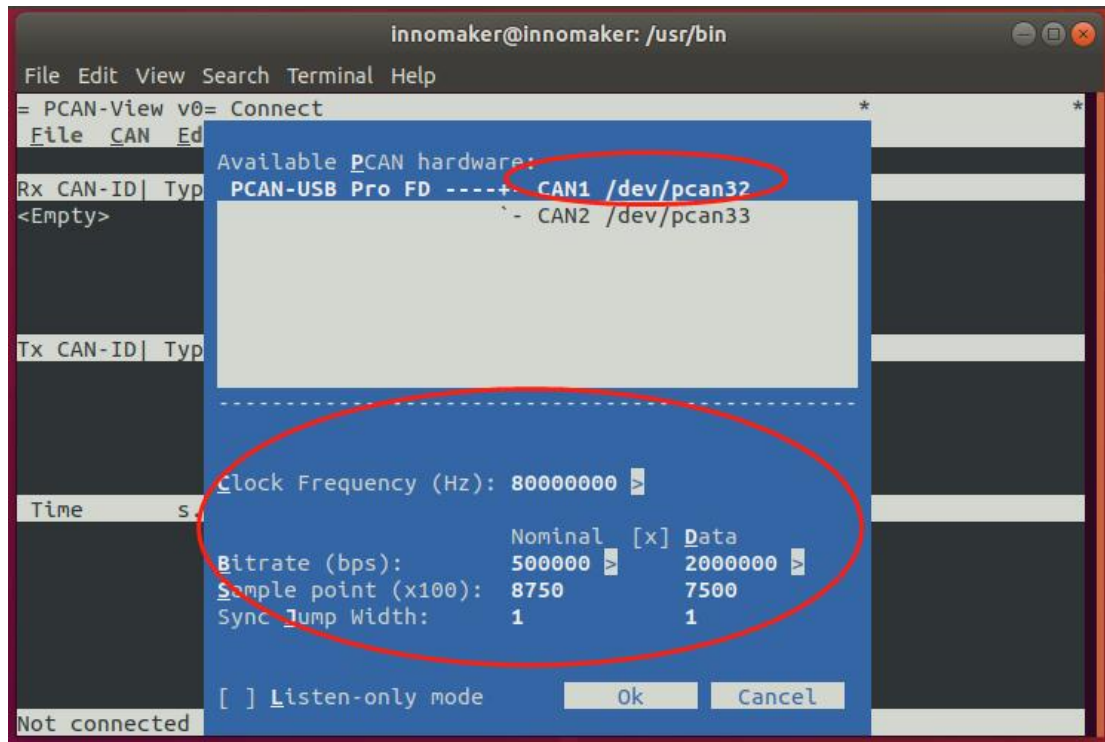 innomaker@innomaker: /usr/bin
File Edit View Search Terminal Help
= PCAN-View v0= Connect * *
File CAN Ed
Available PCAN hardware:
Rx CAN-ID| Typ PCAN-USB Pro FD ----+- CAN1 /dev/pcan32
<Empty> `- CAN2 /dev/pcan33
Tx CAN-ID| Typ
------------------------------------------------
Clock Frequency (Hz): 80000000 >
Time s.
Nominal [x] Data
Bitrate (bps): 500000 > 2000000 >
Sample point (x100): 8750 7500
Sync Jump Width: 1 1
[ ] Listen-only mode Ok Cancel
Not connected